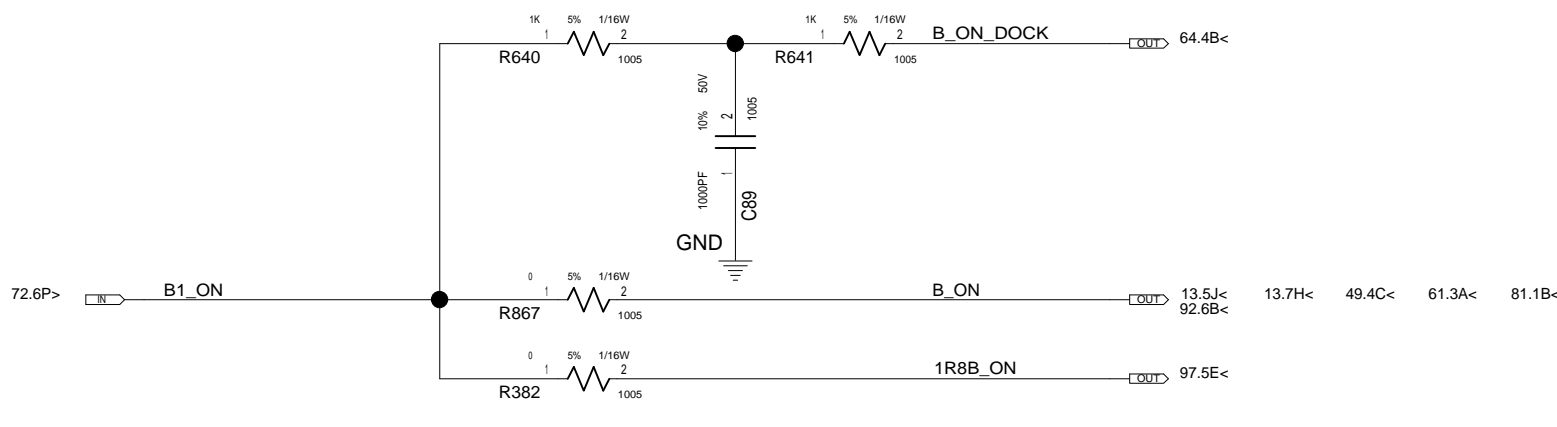 1K 5% 1/16W
1 2
R640 1005
1K 5% 1/16W
1 2
R641 1005
B_ON_DOCK
OUT 64.4B<
50V
10% 2 1005
1000PF 1 C89
GND
72.6P> IN B1_ON
0 5% 1/16W
1 2
R867 1005
B_ON
OUT 13.5J< 13.7H< 49.4C< 61.3A< 81.1B<
92.6B<
0 5% 1/16W
1 2
R382 1005
1R8B_ON
OUT 97.5E<